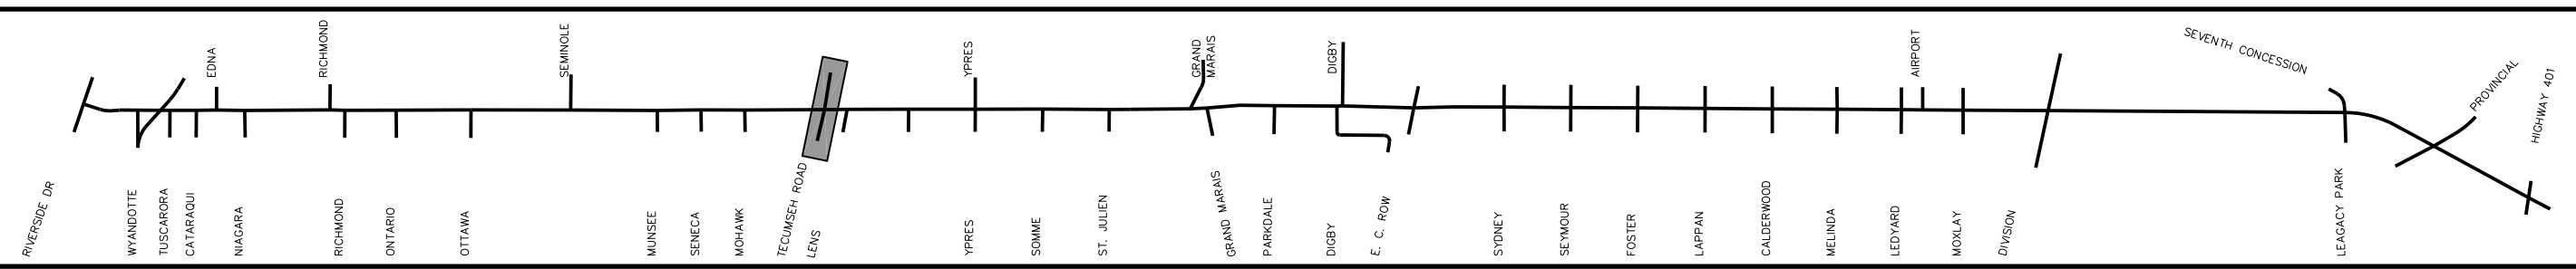 EDNA
RICHMOND
SEMINOLE
YPRES
GRAND
MARAIS
DIGBY
AIRPORT
SEVENTH CONCESSION
PROVINCIAL
HIGHWAY 401
RIVERSIDE DR
WYANDOTTE
TUSCARORA
CATARAQUI
NIAGARA
RICHMOND
ONTARIO
OTTAWA
MUNSEE
SENECA
MOHAWK
TECUMSEH ROAD
LENS
YPRES
SOMME
ST. JULIEN
GRAND MARAIS
PARKDALE
DIGBY
E. C. ROW
SYDNEY
SEYMOUR
FOSTER
LAPPAN
CALDERWOOD
MELINDA
LEDYARD
MOXLAY
DIVISION
LEAGACY PARK